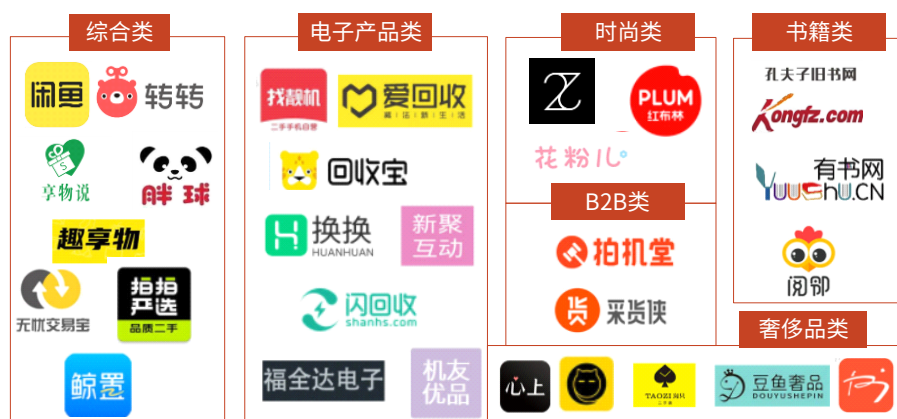 综合类
闲鱼
转转
享物说
胖球
趣享物
无忧交易宝
拍拍
严选
品质二手
鲸置
电子产品类
找靓机
二手手机自营
爱回收
回收宝
换换
HUANHUAN
新聚
互动
闪回收
shanhs.com
福全达电子
机友
优品
时尚类
PLUM
红布林
花粉儿
B2B类
拍机堂
货
采货侠
书籍类
孔夫子旧书网
Kongfz.com
有书网
YuuShu.CN
阅邻
奢侈品类
心上
豆鱼奢品
DOUYUSHEPIN